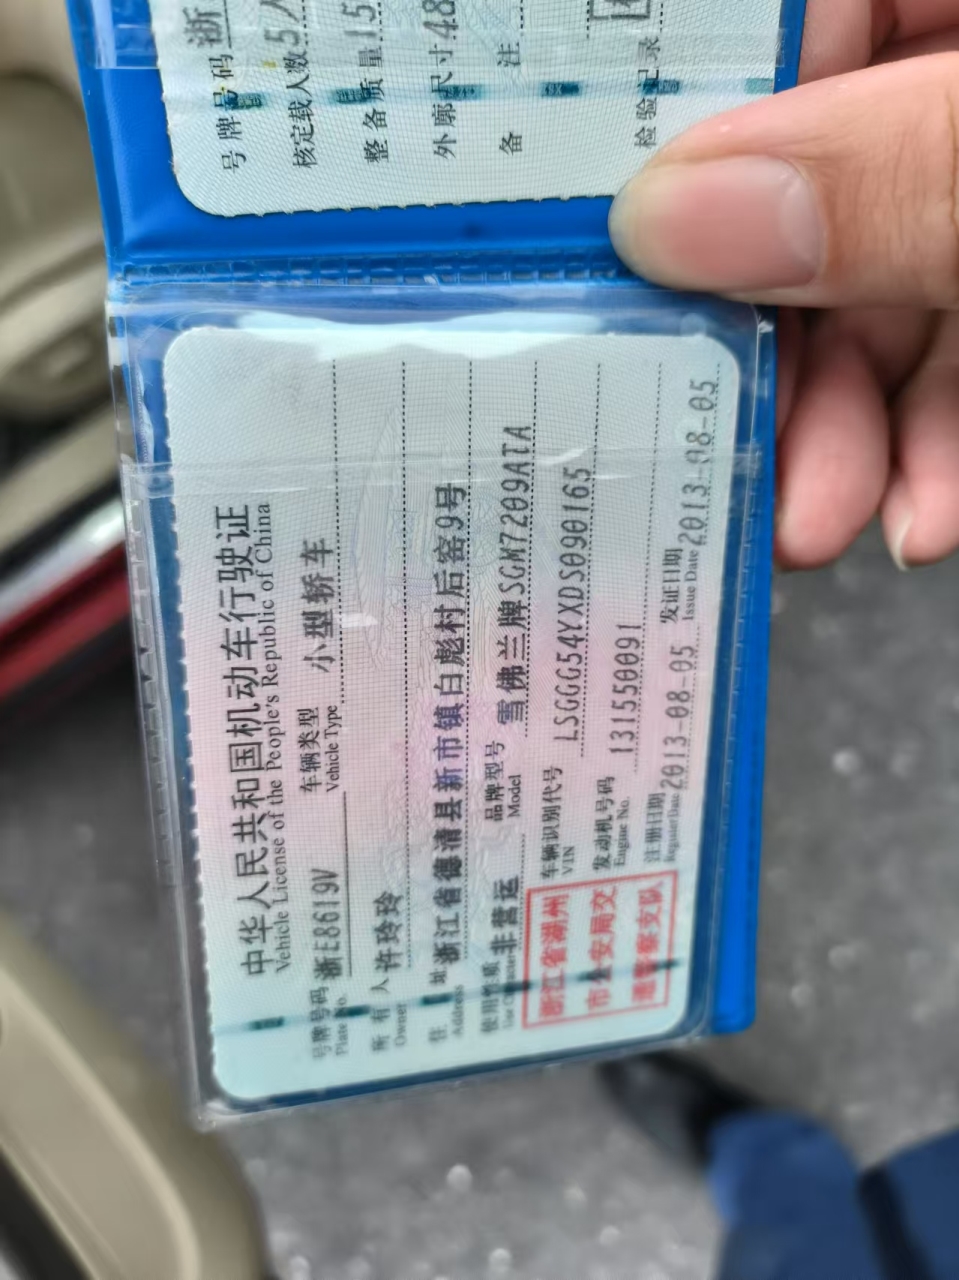 号牌号码 浙
核定载人数 5人
整备质量 15
外廓尺寸 48
备 注
检验记录
中华人民共和国机动车行驶证
Vehicle License of the People's Republic of China
号牌号码 浙E8619V 车辆类型 小型轿车
Plate No. Vehicle Type
所有人 许玲玲
Owner
住 址 浙江省德清县新市镇白彪村后窑9号
Address
使用性质 非营运 品牌型号 雪佛兰牌SGM7209ATA
Use Character Model
浙江省湖州
市公安局交
通警察支队
车辆识别代号 LSGGG54YXDS090165
VIN
发动机号码 131550091
Engine No.
注册日期 2013-08-05 发证日期 2013-08-05
Register Date Issue Date